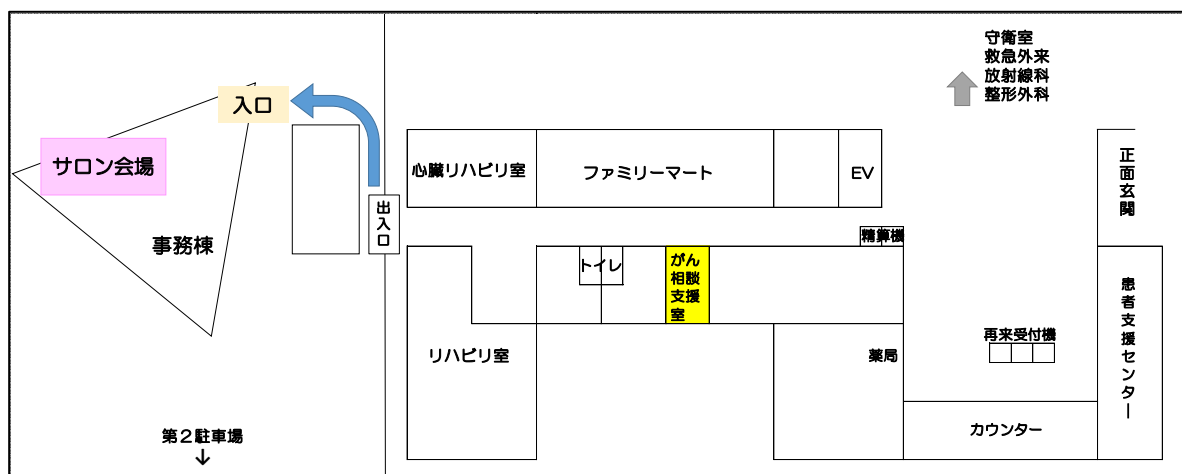 守衛室
救急外来
放射線科
整形外科
入口
サロン会場
事務棟
出入口
心臓リハビリ室
ファミリーマート
EV
正面玄関
精算機
トイレ
がん
相談
支援
室
患者支援センター
リハビリ室
薬局
再来受付機
カウンター
第２駐車場
↓